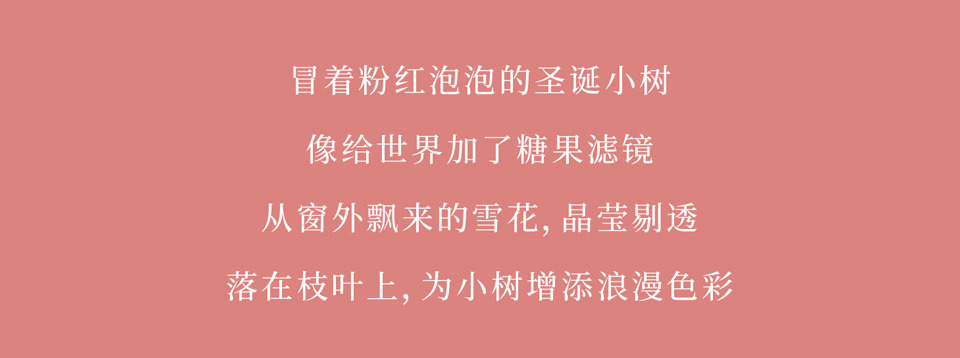 冒着粉红泡泡的圣诞小树
像给世界加了糖果滤镜
从窗外飘来的雪花，晶莹剔透
落在枝叶上，为小树增添浪漫色彩